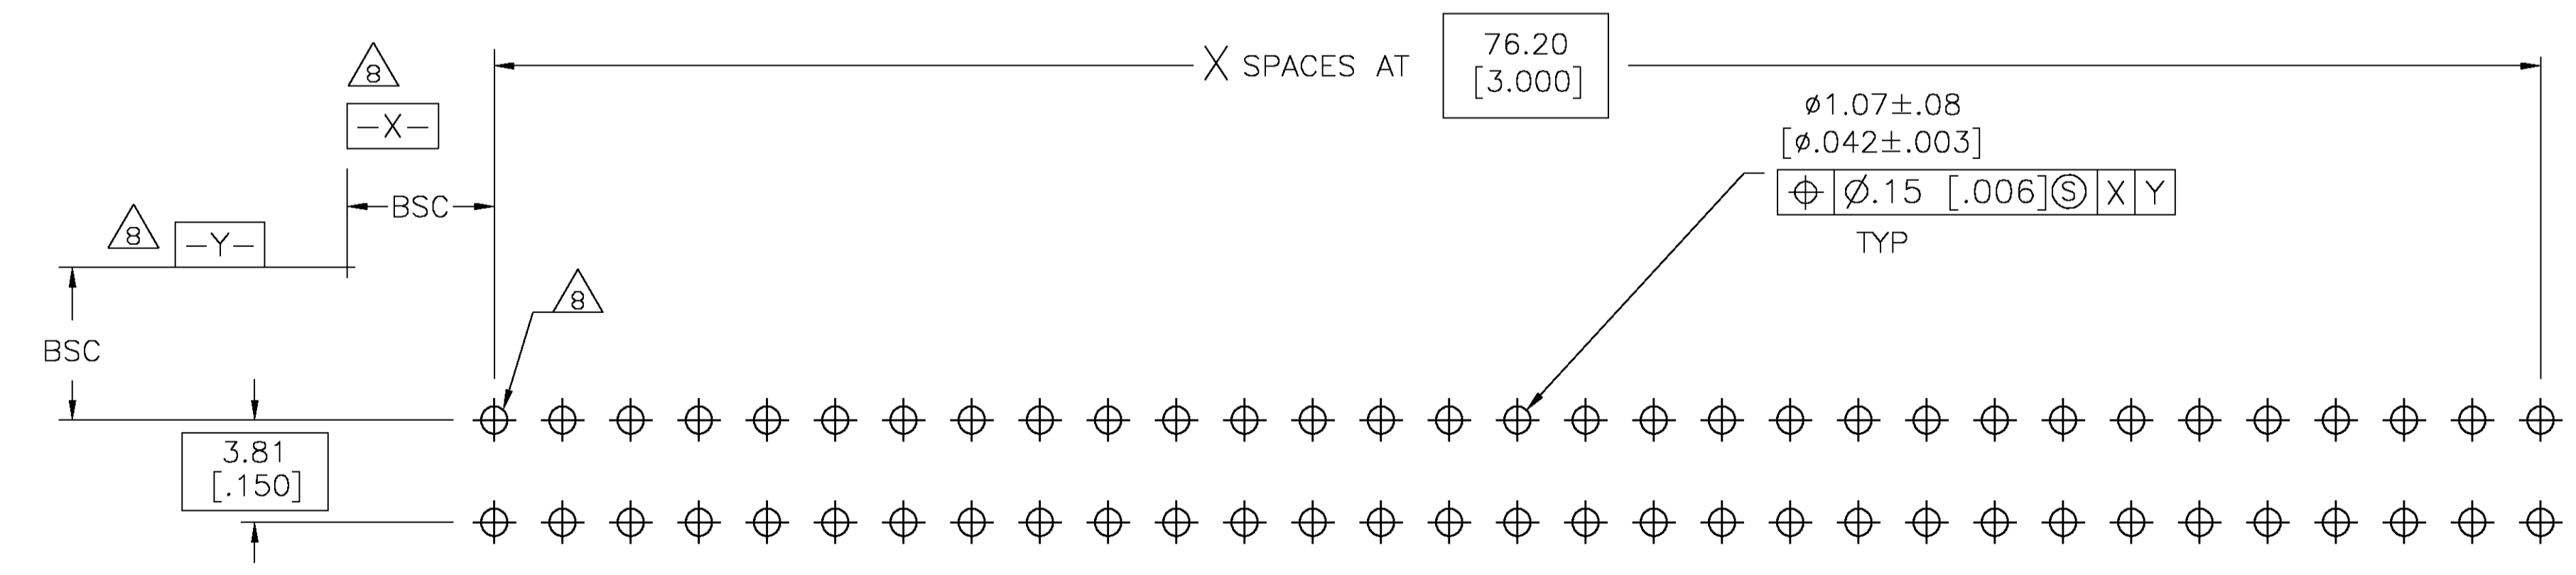 X SPACES AT
76.20
[3.000]
8
-X-
⌀1.07±.08
[⌀.042±.003]
⌖ ⌀.15 [.006]Ⓢ X Y
TYP
BSC
8
-Y-
8
BSC
3.81
[.150]